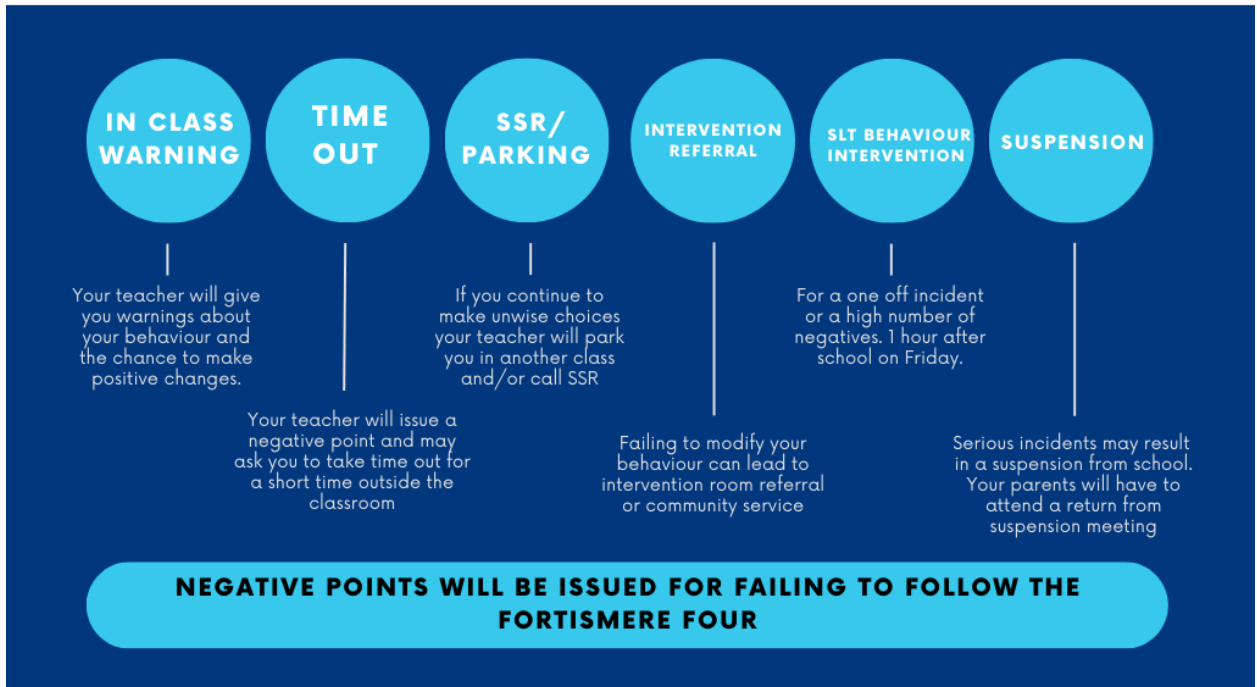 IN CLASS
WARNING
TIME
OUT
SSR/
PARKING
INTERVENTION
REFERRAL
SLT BEHAVIOUR
INTERVENTION
SUSPENSION
Your teacher will give
you warnings about
your behaviour and
the chance to make
positive changes.
Your teacher will issue a
negative point and may
ask you to take time out for
a short time outside the
classroom
If you continue to
make unwise choices
your teacher will park
you in another class
and/or call SSR
Failing to modify your
behaviour can lead to
intervention room referral
or community service
For a one off incident
or a high number of
negatives. 1 hour after
school on Friday.
Serious incidents may result
in a suspension from school.
Your parents will have to
attend a return from
suspension meeting
NEGATIVE POINTS WILL BE ISSUED FOR FAILING TO FOLLOW THE
FORTISMERE FOUR